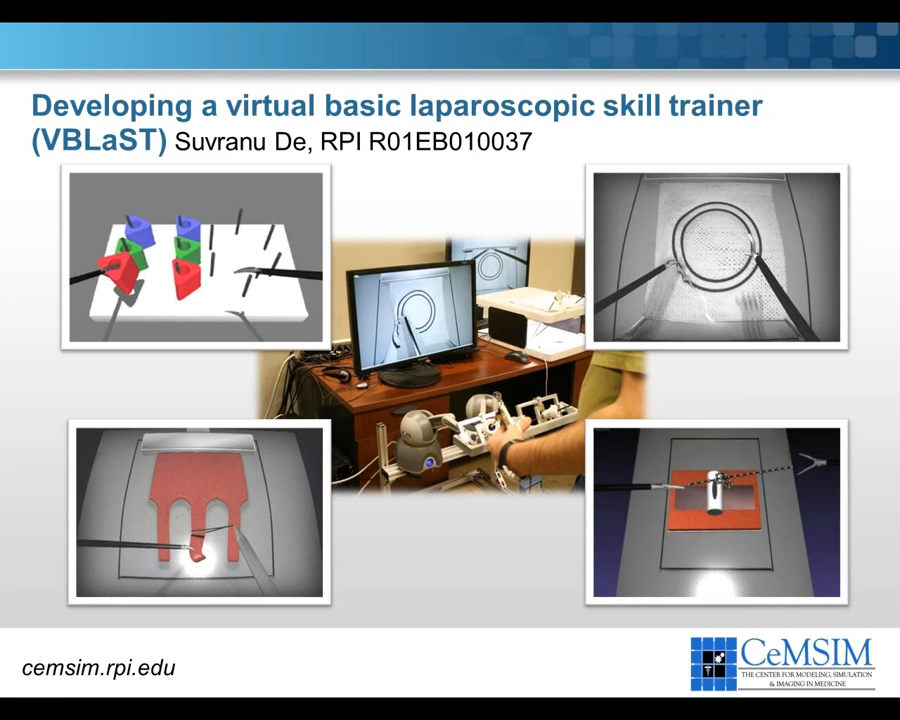 Developing a virtual basic laparoscopic skill trainer
(VBLaST) Suvranu De, RPI R01EB010037
cemsim.rpi.edu
CeMSIM
THE CENTER FOR MODELING, SIMULATION
& IMAGING IN MEDICINE